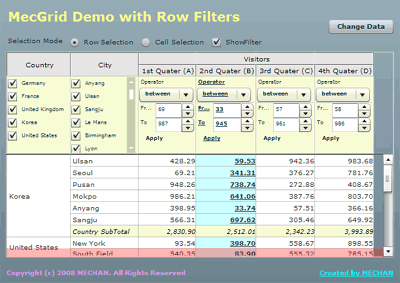 MecGrid Demo with Row Filters
Change Data
Selection Mode Row Selection Cell Selection ShowFilter
Country City Visitors
1st Quater (A) 2nd Quater (B) 3rd Quater (C) 4th Quater (D)
Germany Anyang Operator Operator Operator Operator
France Ulsan between between between between
United Kingdom Sangju Fr... 69 Fr... 33 Fr... 57 Fr... 58
Korea Le Mans To 987 To 945 To 961 To 986
United States Birmingham Apply Apply Apply Apply
Lyon
Korea
Ulsan 428.29 59.53 942.36 983.68
Seoul 69.21 341.31 376.27 781.76
Pusan 948.26 738.74 272.88 408.67
Mokpo 986.21 641.06 387.76 803.70
Anyang 398.95 33.74 57.51 366.16
Sangju 566.31 697.62 305.46 649.92
Country SubTotal 2,830.90 2,512.01 2,342.23 3,993.89
United States New York 93.54 398.70 558.67 898.55
South Field 540.35 83.90 555.32 785.15
Copyright (c) 2008 MECHAN. All Rights Reserved
Created by MECHAN